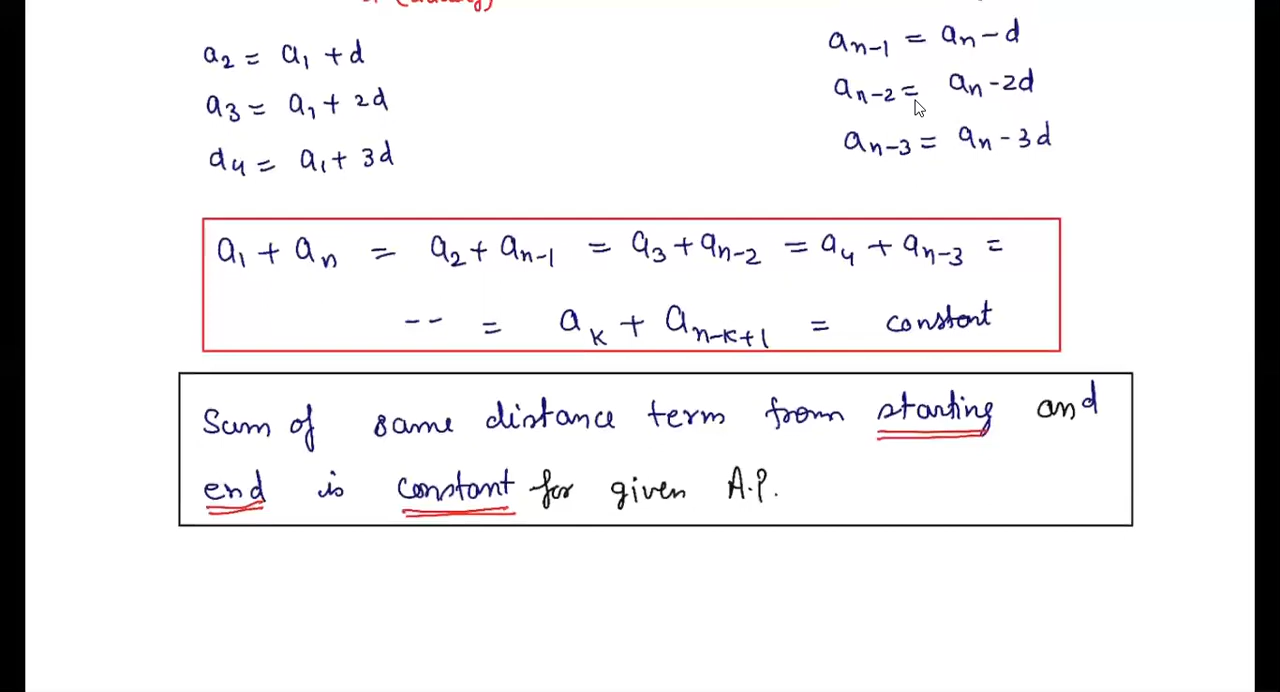 a2 = a1 + d
an-1 = an - d
a3 = a1 + 2d
an-2 = an - 2d
a4 = a1 + 3d
an-3 = an - 3d
a1 + an = a2 + an-1 = a3 + an-2 = a4 + an-3 =
-- = aK + an-K+1 = constant
Sum of same distance term from starting and
end is constant for given A.P.